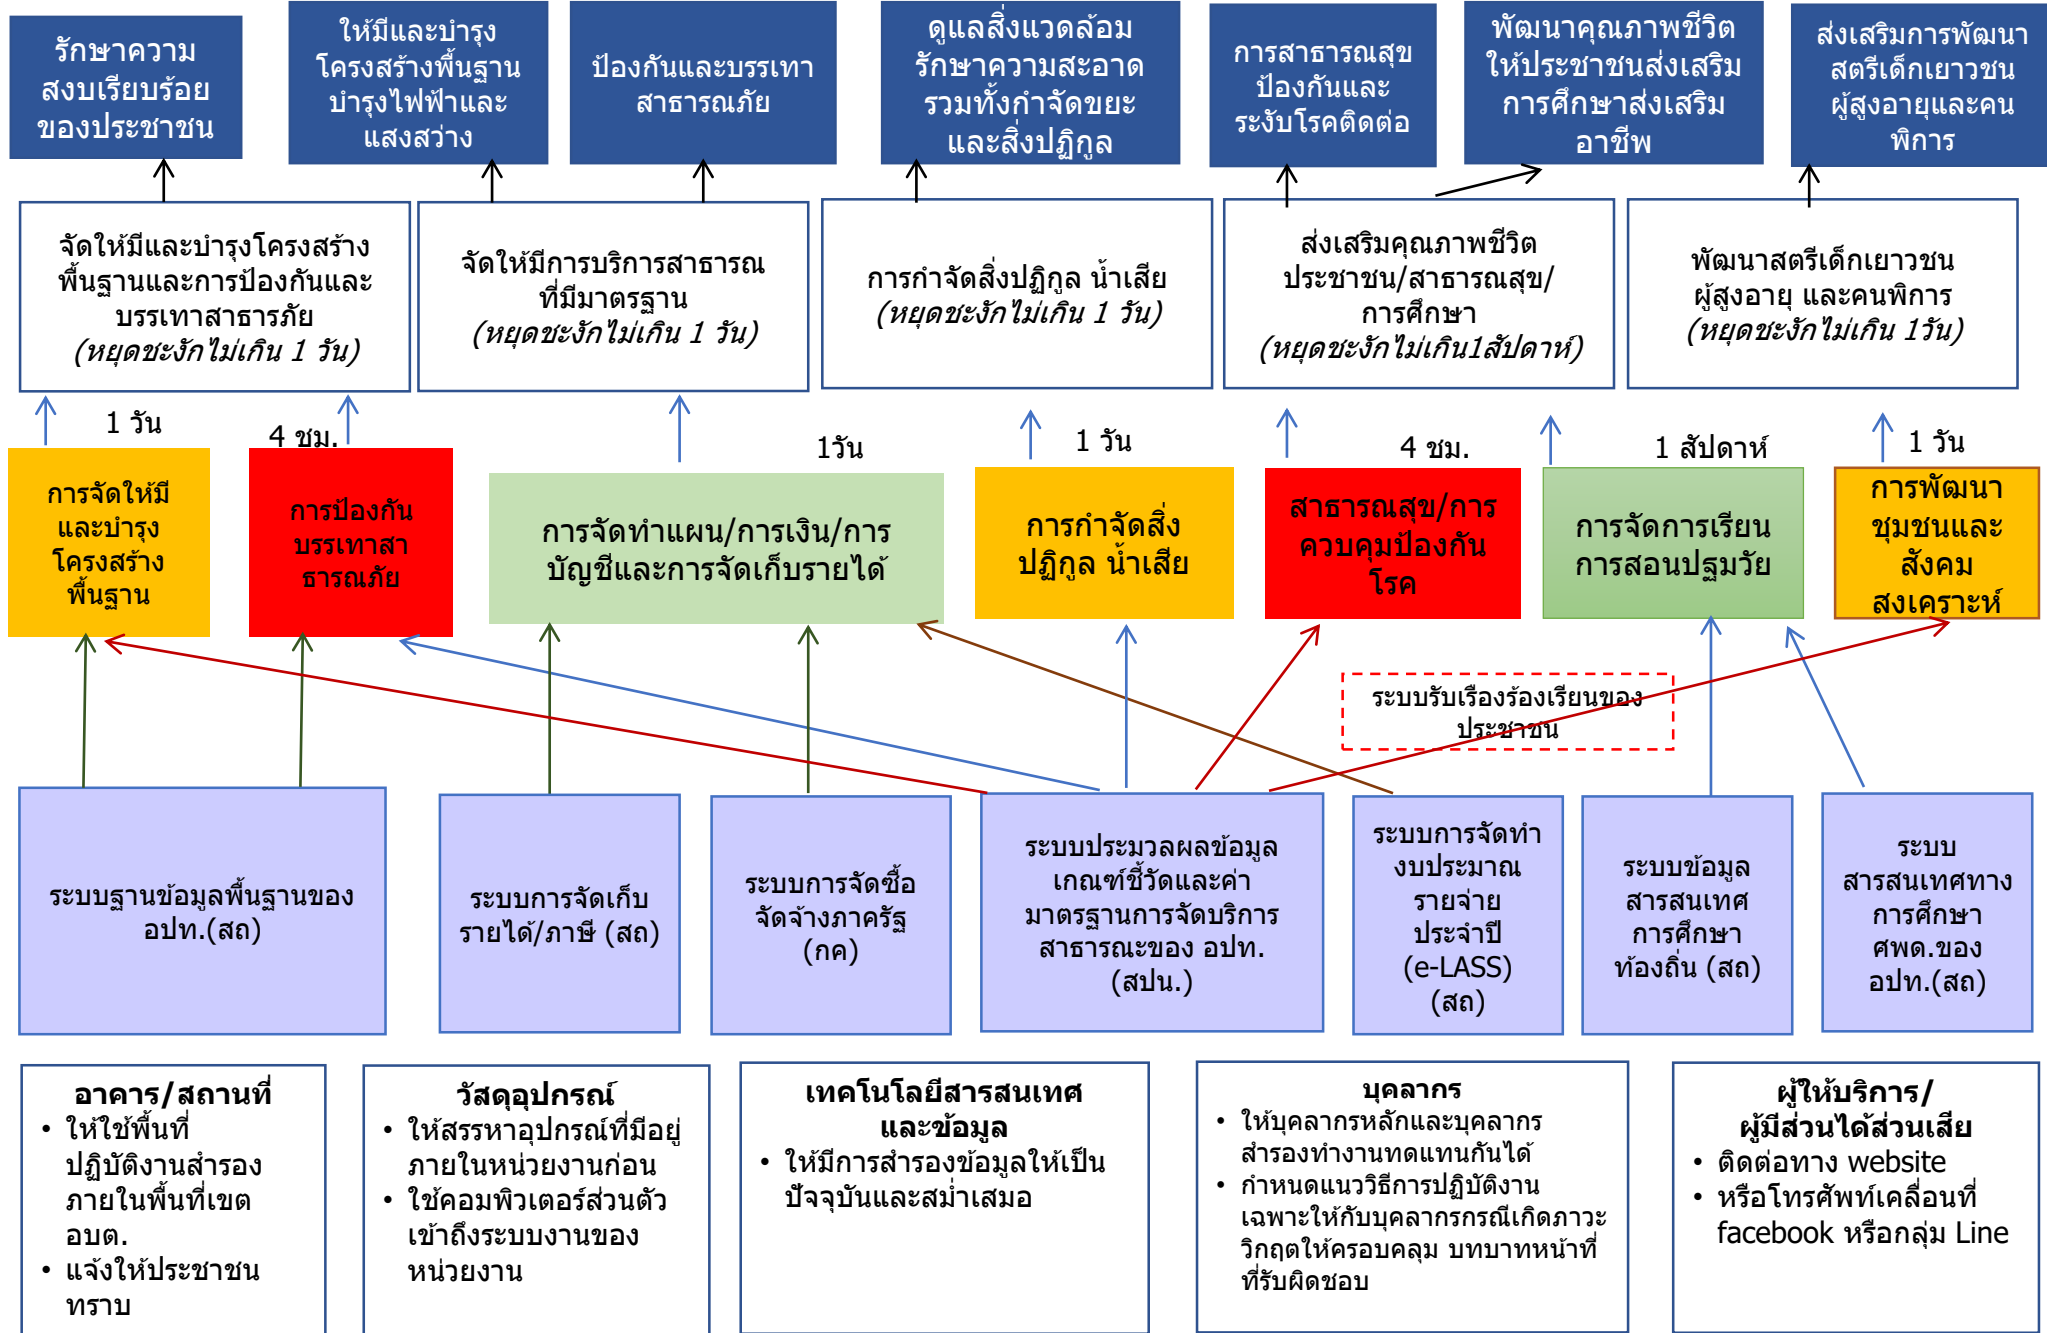 รักษาความ
สงบเรียบร้อย
ของประชาชน
ให้มีและบำรุง
โครงสร้างพื้นฐาน
บำรุงไฟฟ้าและ
แสงสว่าง
ป้องกันและบรรเทา
สาธารณภัย
ดูแลสิ่งแวดล้อม
รักษาความสะอาด
รวมทั้งกำจัดขยะ
และสิ่งปฏิกูล
การสาธารณสุข
ป้องกันและ
ระงับโรคติดต่อ
พัฒนาคุณภาพชีวิต
ให้ประชาชนส่งเสริม
การศึกษาส่งเสริม
อาชีพ
ส่งเสริมการพัฒนา
สตรีเด็กเยาวชน
ผู้สูงอายุและคน
พิการ
จัดให้มีและบำรุงโครงสร้าง
พื้นฐานและการป้องกันและ
บรรเทาสาธารภัย
(หยุดชะงักไม่เกิน 1 วัน)
จัดให้มีการบริการสาธารณ
ที่มีมาตรฐาน
(หยุดชะงักไม่เกิน 1 วัน)
การกำจัดสิ่งปฏิกูล น้ำเสีย
(หยุดชะงักไม่เกิน 1 วัน)
ส่งเสริมคุณภาพชีวิต
ประชาชน/สาธารณสุข/
การศึกษา
(หยุดชะงักไม่เกิน1สัปดาห์)
พัฒนาสตรีเด็กเยาวชน
ผู้สูงอายุ และคนพิการ
(หยุดชะงักไม่เกิน 1วัน)
1 วัน
4 ชม.
1วัน
1 วัน
4 ชม.
1 สัปดาห์
1 วัน
การจัดให้มี
และบำรุง
โครงสร้าง
พื้นฐาน
การป้องกัน
บรรเทาสา
ธารณภัย
การจัดทำแผน/การเงิน/การ
บัญชีและการจัดเก็บรายได้
การกำจัดสิ่ง
ปฏิกูล น้ำเสีย
สาธารณสุข/การ
ควบคุมป้องกัน
โรค
การจัดการเรียน
การสอนปฐมวัย
การพัฒนา
ชุมชนและ
สังคม
สงเคราะห์
ระบบรับเรืองร้องเรียนของ
ประชาชน
ระบบฐานข้อมูลพื้นฐานของ
อปท.(สถ)
ระบบการจัดเก็บ
รายได้/ภาษี (สถ)
ระบบการจัดซื้อ
จัดจ้างภาครัฐ
(กค)
ระบบประมวลผลข้อมูล
เกณฑ์ชี้วัดและค่า
มาตรฐานการจัดบริการ
สาธารณะของ อปท.
(สปน.)
ระบบการจัดทำ
งบประมาณ
รายจ่าย
ประจำปี
(e-LASS)
(สถ)
ระบบข้อมูล
สารสนเทศ
การศึกษา
ท้องถิ่น (สถ)
ระบบ
สารสนเทศทาง
การศึกษา
ศพด.ของ
อปท.(สถ)
อาคาร/สถานที่
• ให้ใช้พื้นที่
ปฏิบัติงานสำรอง
ภายในพื้นที่เขต
อบต.
• แจ้งให้ประชาชน
ทราบ
วัสดุอุปกรณ์
• ให้สรรหาอุปกรณ์ที่มีอยู่
ภายในหน่วยงานก่อน
• ใช้คอมพิวเตอร์ส่วนตัว
เข้าถึงระบบงานของ
หน่วยงาน
เทคโนโลยีสารสนเทศ
และข้อมูล
• ให้มีการสำรองข้อมูลให้เป็น
ปัจจุบันและสม่ำเสมอ
บุคลากร
• ให้บุคลากรหลักและบุคลากร
สำรองทำงานทดแทนกันได้
• กำหนดแนววิธีการปฏิบัติงาน
เฉพาะให้กับบุคลากรกรณีเกิดภาวะ
วิกฤตให้ครอบคลุม บทบาทหน้าที่
ที่รับผิดชอบ
ผู้ให้บริการ/
ผู้มีส่วนได้ส่วนเสีย
• ติดต่อทาง website
• หรือโทรศัพท์เคลื่อนที่
facebook หรือกลุ่ม Line